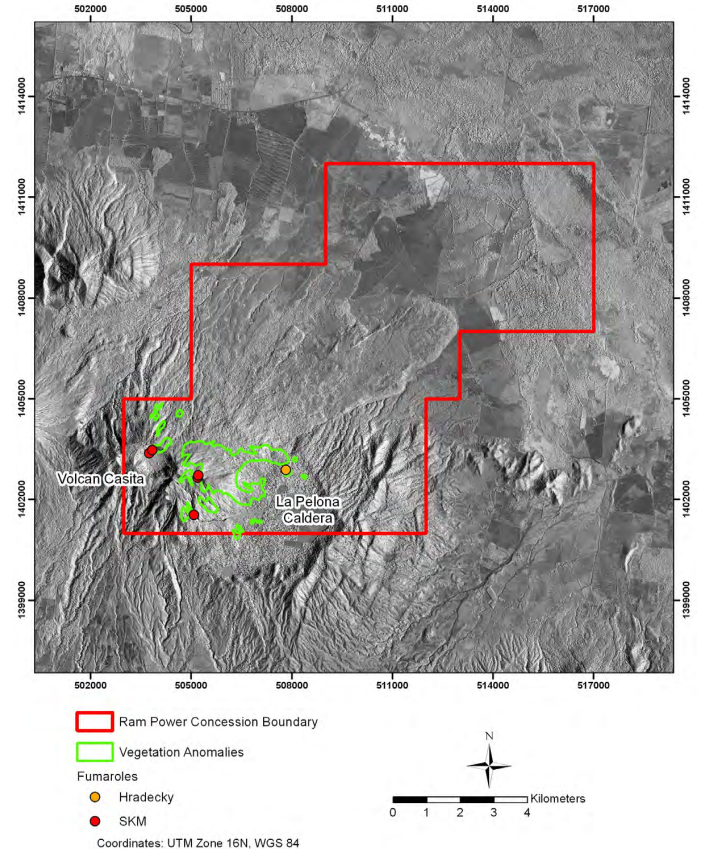 502000 505000 508000 511000 514000 517000
1414000 1414000
1411000 1411000
1408000 1408000
1405000 1405000
1402000 1402000
1399000 1399000
Volcan Casita
La Pelona
Caldera
502000 505000 508000 511000 514000 517000
Ram Power Concession Boundary
Vegetation Anomalies
Fumaroles
Hradecky
SKM
Coordinates: UTM Zone 16N, WGS 84
N
Kilometers
0 1 2 3 4